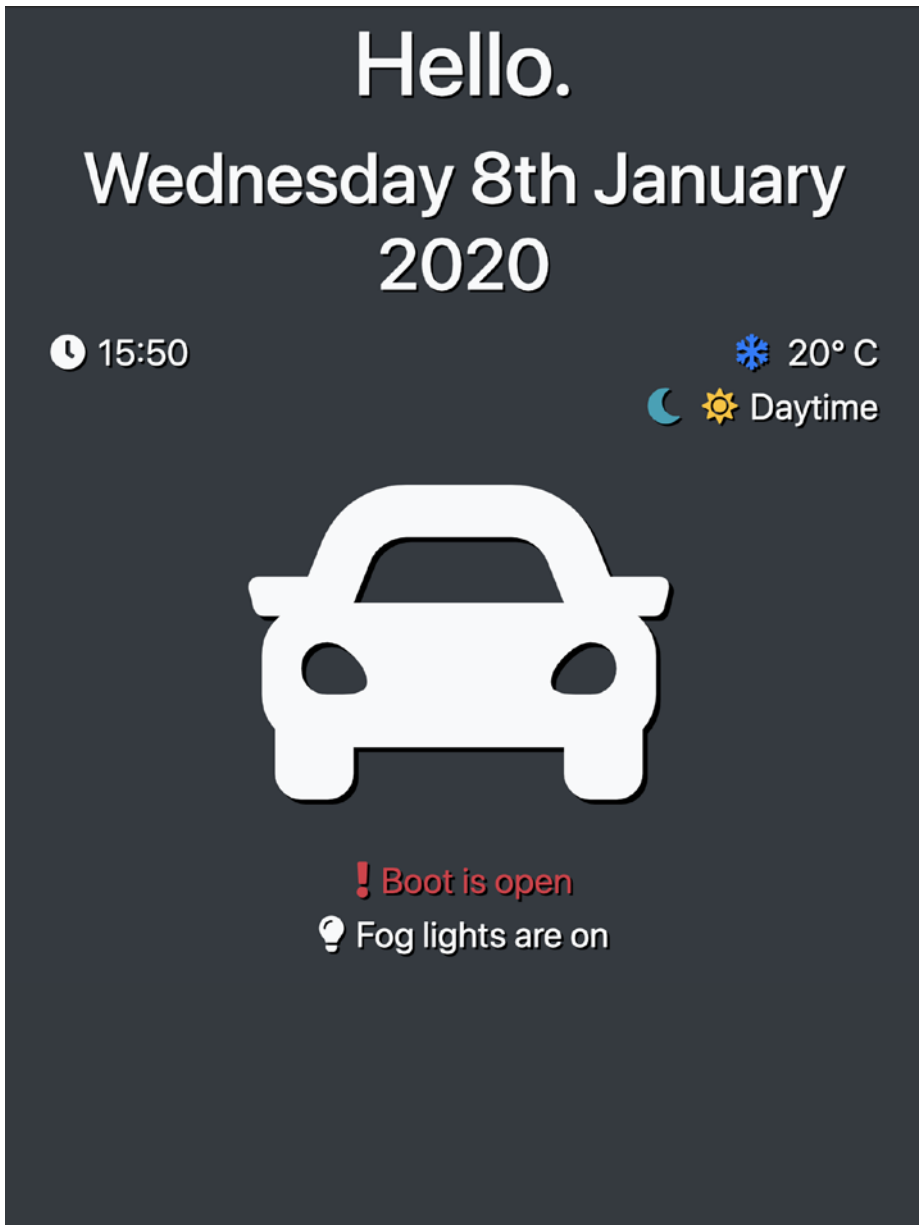 Hello.
Wednesday 8th January
2020
15:50
20° C
Daytime
Boot is open
Fog lights are on